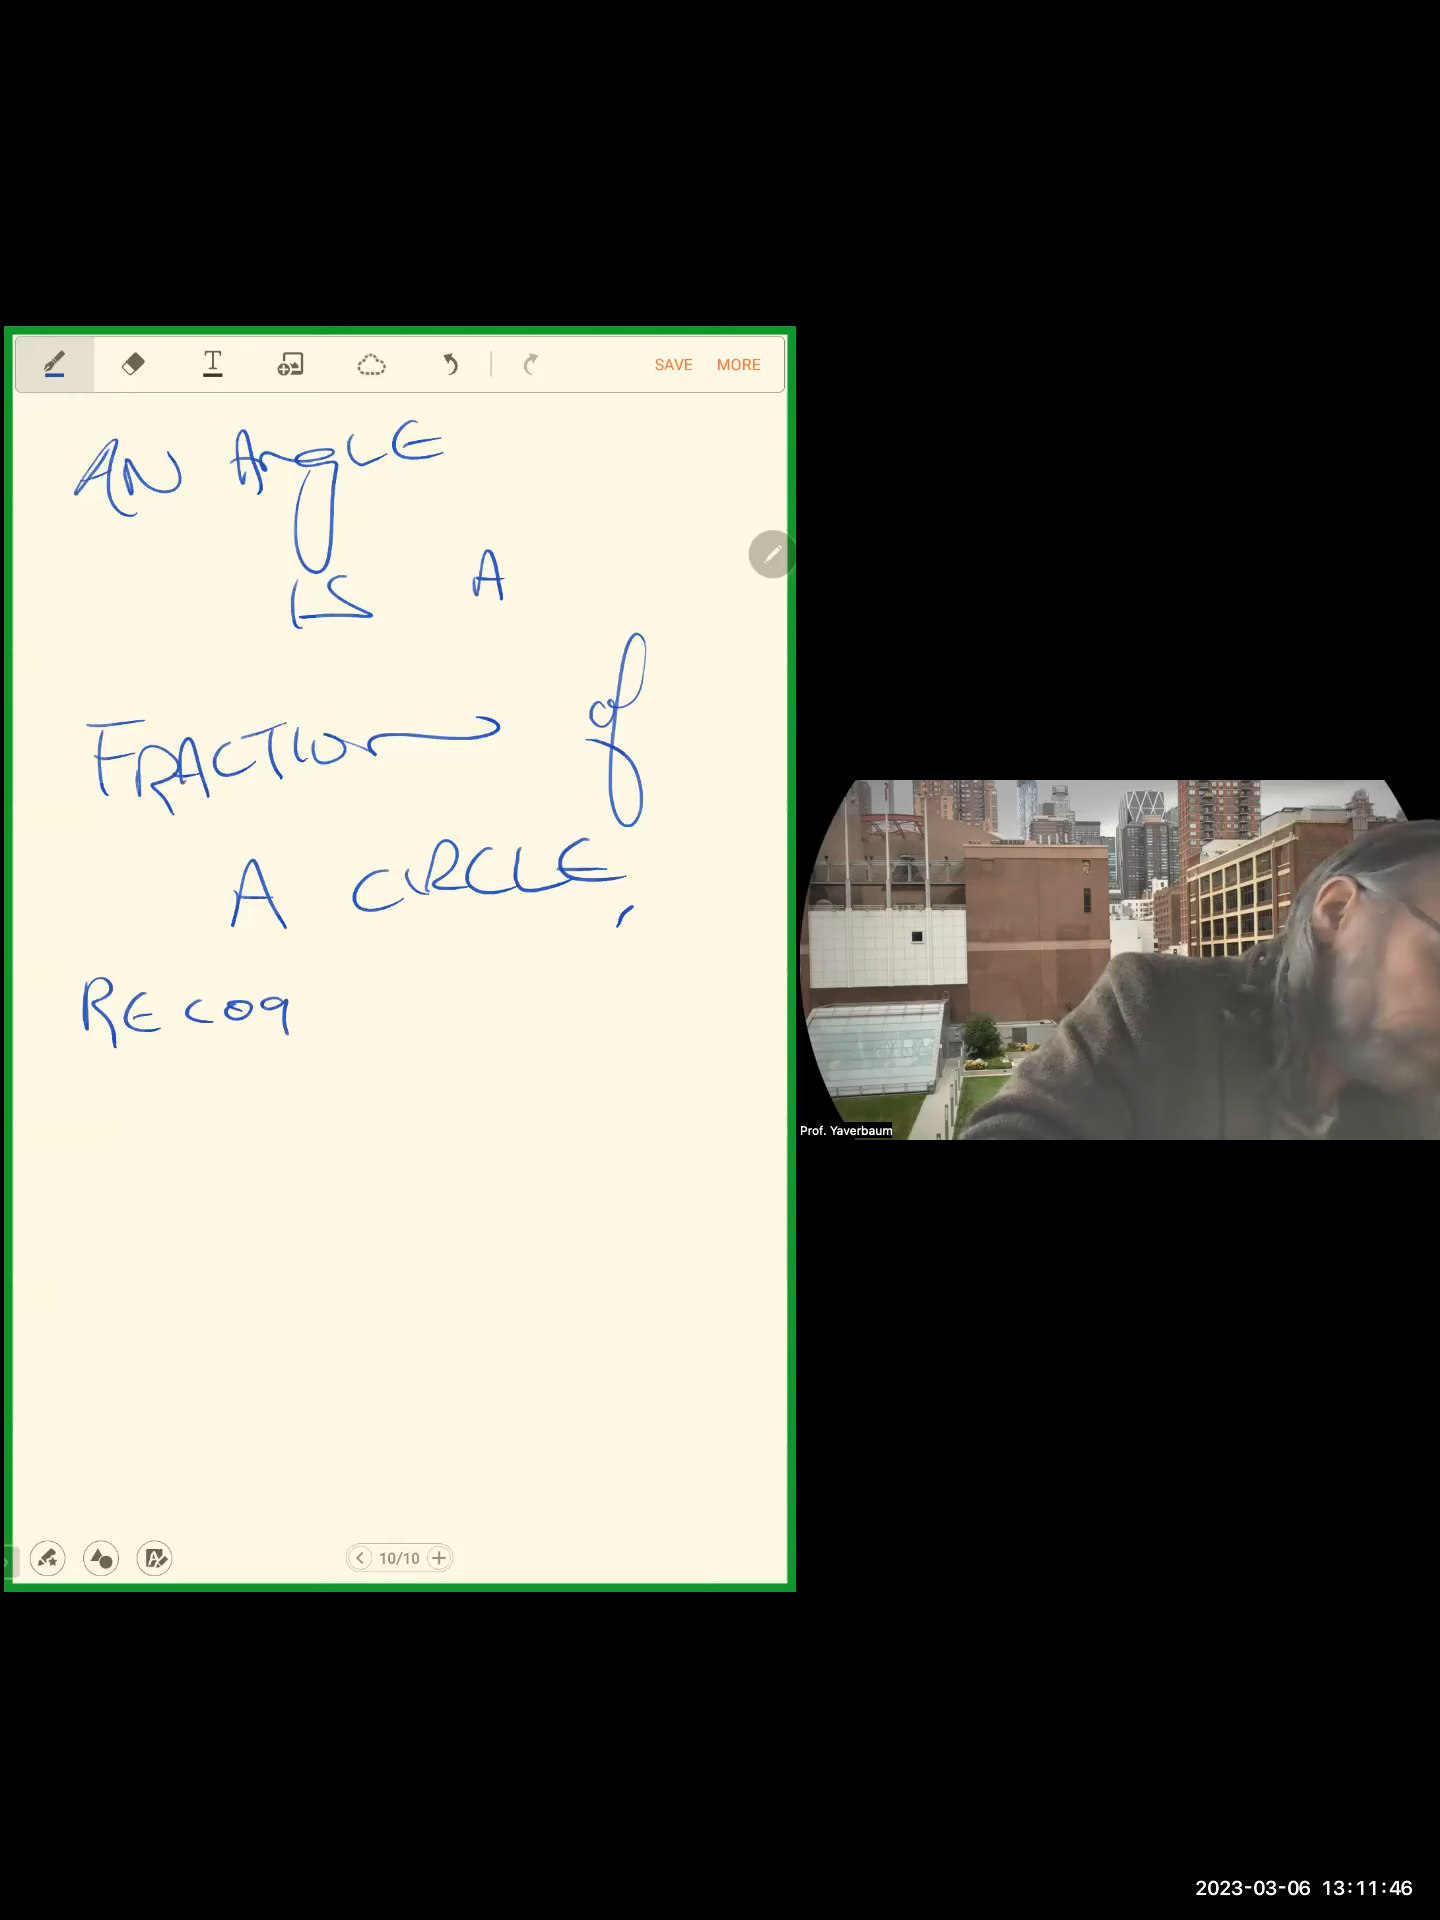 SAVE MORE
AN AngLE
IS A
FRACTION of
A CIRCLE,
RECOg
10/10
Prof. Yaverbaum
2023-03-06 13:11:46